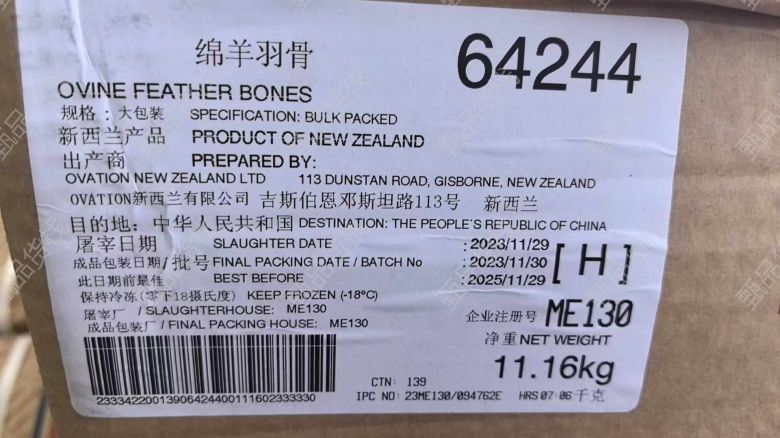 绵羊羽骨
64244
OVINE FEATHER BONES
规格：大包装 SPECIFICATION: BULK PACKED
新西兰产品 PRODUCT OF NEW ZEALAND
出产商 PREPARED BY:
OVATION NEW ZEALAND LTD 113 DUNSTAN ROAD, GISBORNE, NEW ZEALAND
OVATION新西兰有限公司 吉斯伯恩邓斯坦路113号 新西兰
目的地：中华人民共和国 DESTINATION: THE PEOPLE'S REPUBLIC OF CHINA
屠宰日期 SLAUGHTER DATE : 2023/11/29
成品包装日期/批号 FINAL PACKING DATE / BATCH No : 2023/11/30 [ H ]
此日期前最佳 BEST BEFORE : 2025/11/29
保持冷冻(零下18摄氏度) KEEP FROZEN (-18ºC)
屠宰厂 / SLAUGHTERHOUSE: ME130 企业注册号 ME130
成品包装厂 / FINAL PACKING HOUSE: ME130
净重 NET WEIGHT
11.16kg
千克
CTN: 139
2333422001390642440011160233330
IPC NO: 23ME130/094762E HRS 07:06
甄品货栈